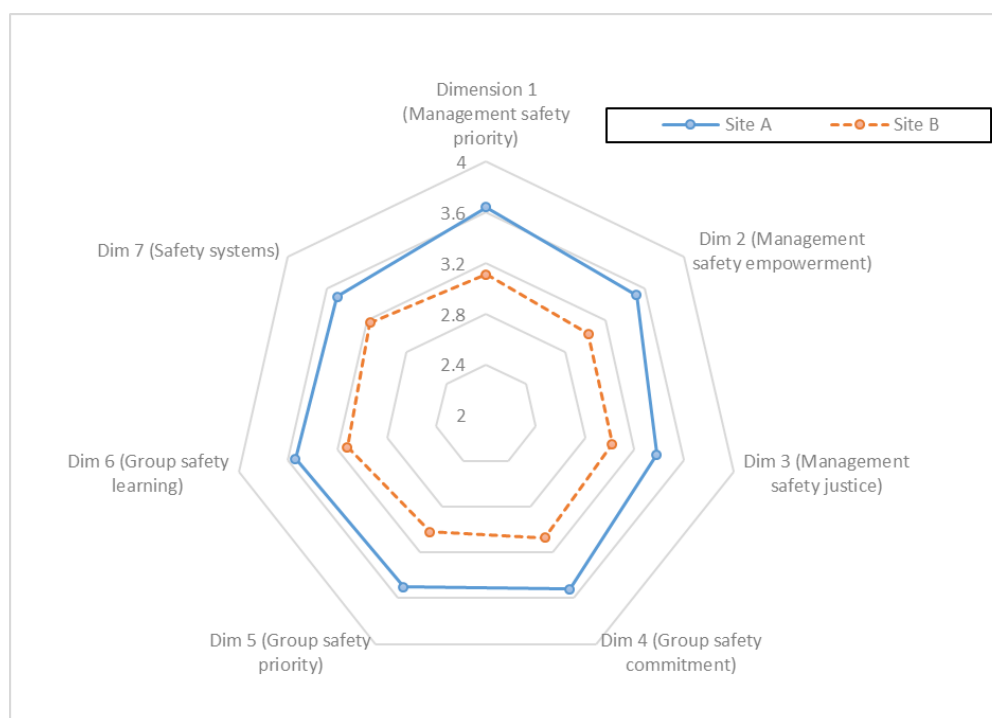 Dimension 1
(Management safety
priority)
Site A
Site B
4
3.6
3.2
2.8
2.4
2
Dim 2 (Management
safety empowerment)
Dim 3 (Management
safety justice)
Dim 4 (Group safety
commitment)
Dim 5 (Group safety
priority)
Dim 6 (Group safety
learning)
Dim 7 (Safety systems)